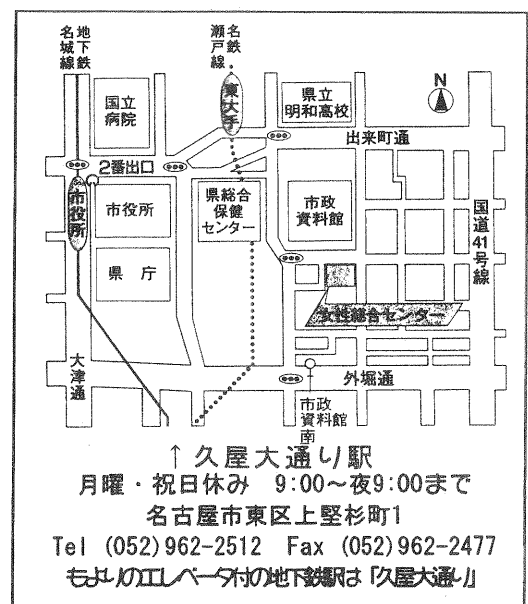 地下鉄
名城線
名鉄
瀬戸線
国立
病院
東大手
県立
明和高校
N
出来町通
2番出口
市役所
市役所
県総合
保健
センター
市政
資料館
国道41号線
県庁
女性総合センター
大津通
外堀通
市政
資料館
南
↑久屋大通り駅
月曜・祝日休み 9:00～夜9:00まで
名古屋市東区上竪杉町1
Tel (052)962-2512 Fax (052)962-2477
もよりのエレベータ付の地下鉄駅は「久屋大通り」